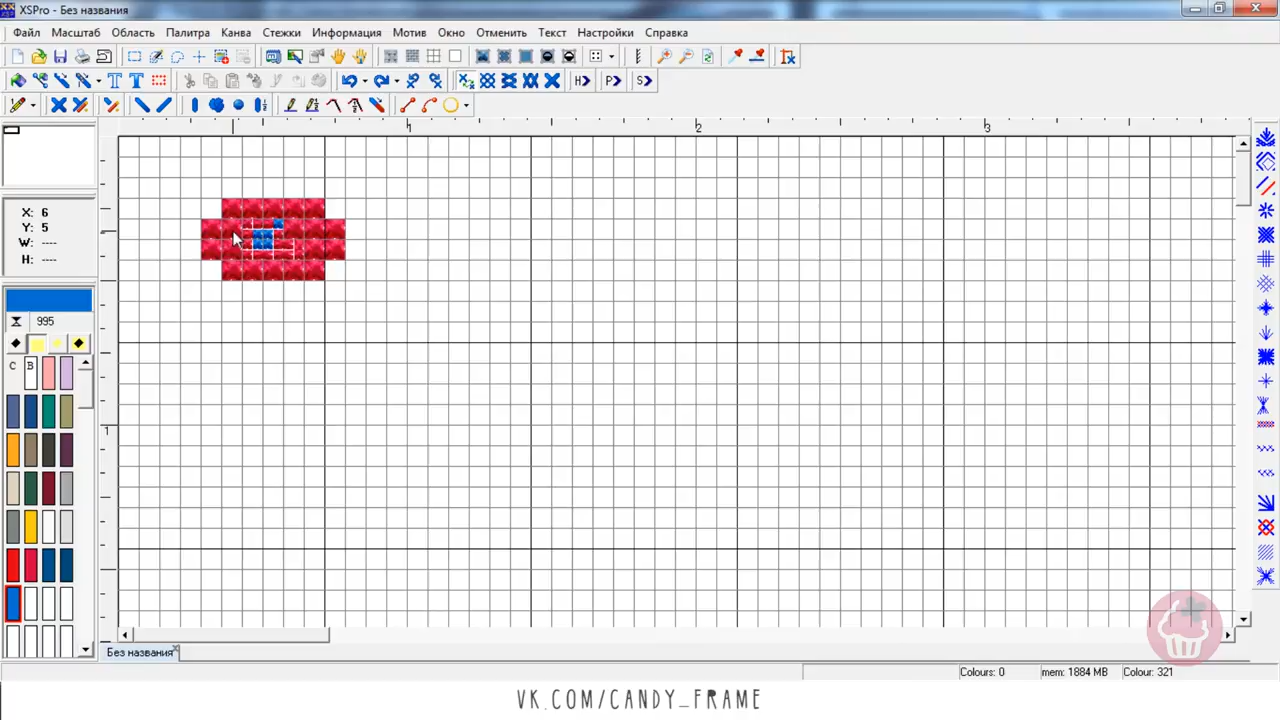 XSPro - Без названия
Файл Масштаб Область Палитра Канва Стежки Информация Мотив Окно Отменить Текст Настройки Справка
H> P> S>
1 2 3
X: 6
Y: 5
W: ----
H: ----
995
C B
1
Без названия
Colours: 0 mem: 1884 MB Colour: 321
VK.COM/CANDY_FRAME